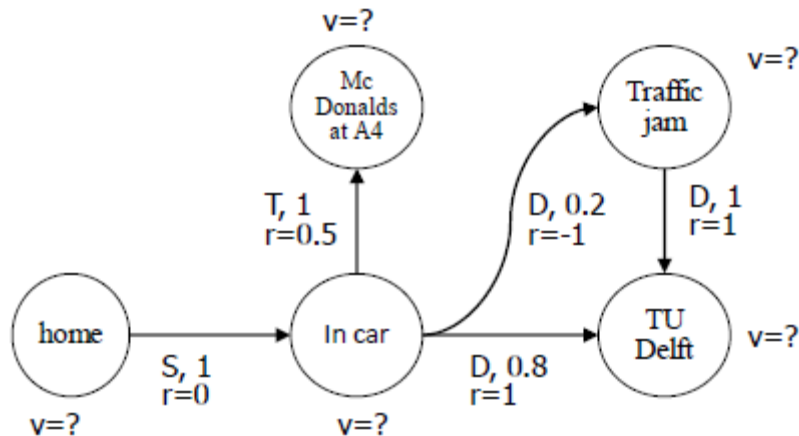 v=?
Mc
Donalds
at A4
v=?
Traffic
jam
T, 1
r=0.5
D, 0.2
r=-1
D, 1
r=1
home
In car
TU
Delft
v=?
S, 1
r=0
D, 0.8
r=1
v=?
v=?